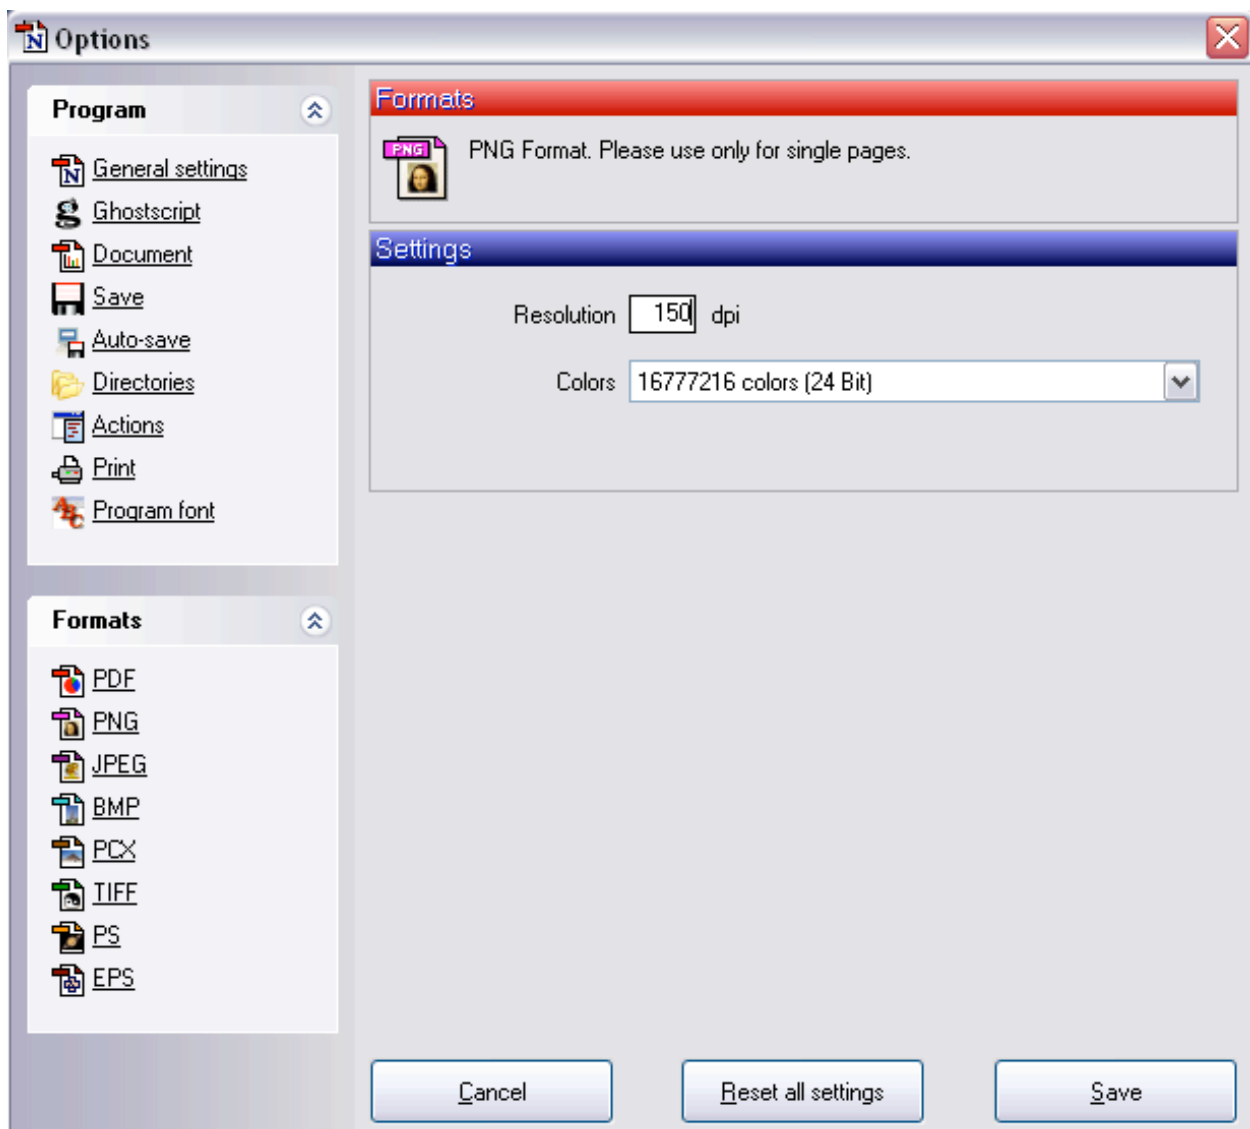 Options
Program
General settings
Ghostscript
Document
Save
Auto-save
Directories
Actions
Print
Program font
Formats
PDF
PNG
JPEG
BMP
PCX
TIFF
PS
EPS
Formats
PNG
PNG Format. Please use only for single pages.
Settings
Resolution 150 dpi
Colors 16777216 colors (24 Bit)
Cancel Reset all settings Save